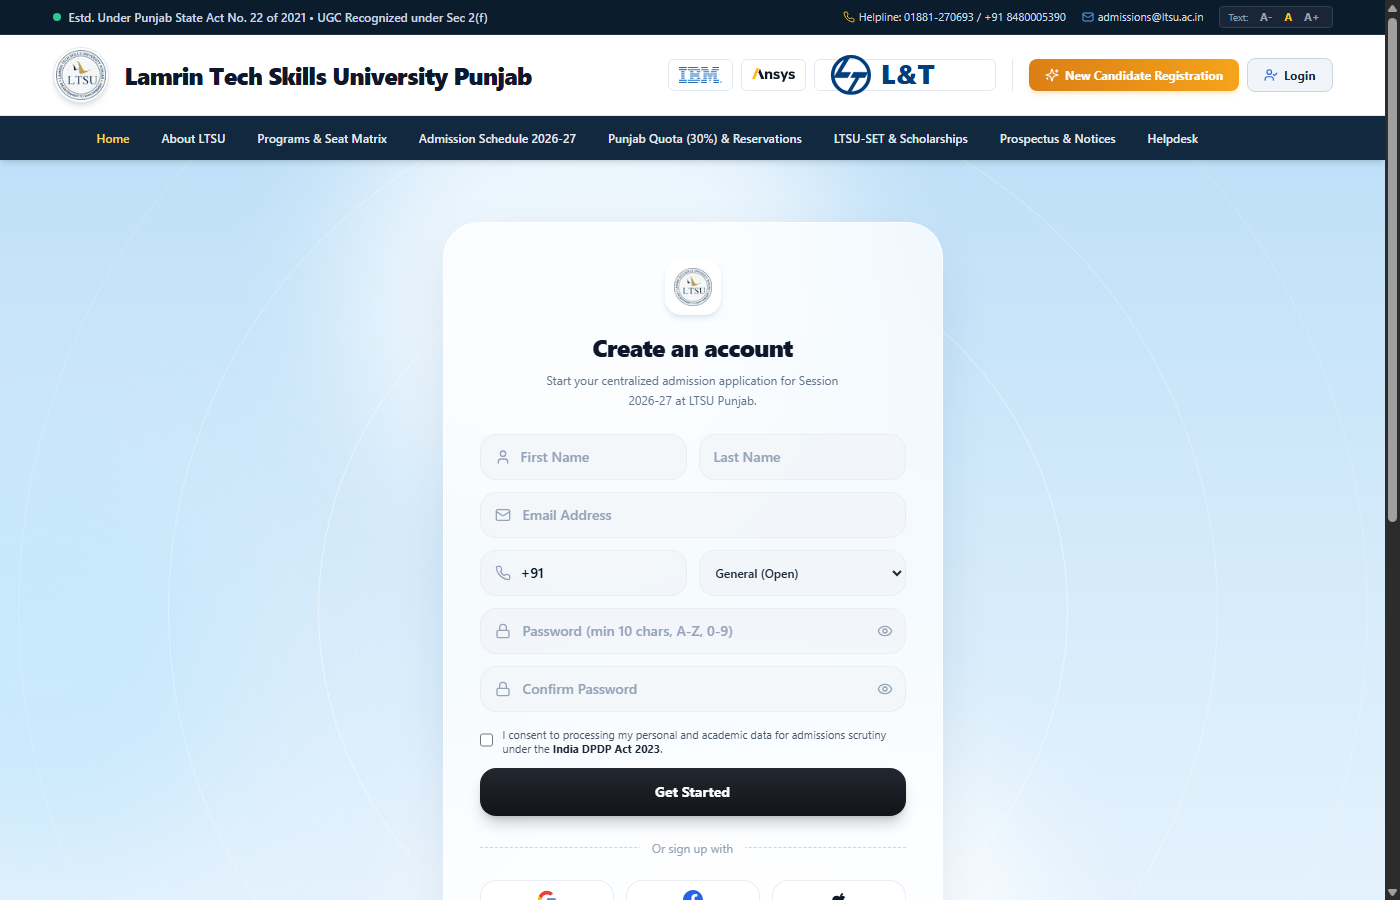 Estd. Under Punjab State Act No. 22 of 2021 • UGC Recognized under Sec 2(f)
Helpline: 01881-270693 / +91 8480005390
admissions@ltsu.ac.in
Text: A- A A+
LTSU
Lamrin Tech Skills University Punjab
IBM
Ansys
L&T
New Candidate Registration
Login
Home
About LTSU
Programs & Seat Matrix
Admission Schedule 2026-27
Punjab Quota (30%) & Reservations
LTSU-SET & Scholarships
Prospectus & Notices
Helpdesk
LTSU
Create an account
Start your centralized admission application for Session
2026-27 at LTSU Punjab.
First Name
Last Name
Email Address
+91
General (Open)
Password (min 10 chars, A-Z, 0-9)
Confirm Password
I consent to processing my personal and academic data for admissions scrutiny
under the India DPDP Act 2023.
Get Started
Or sign up with